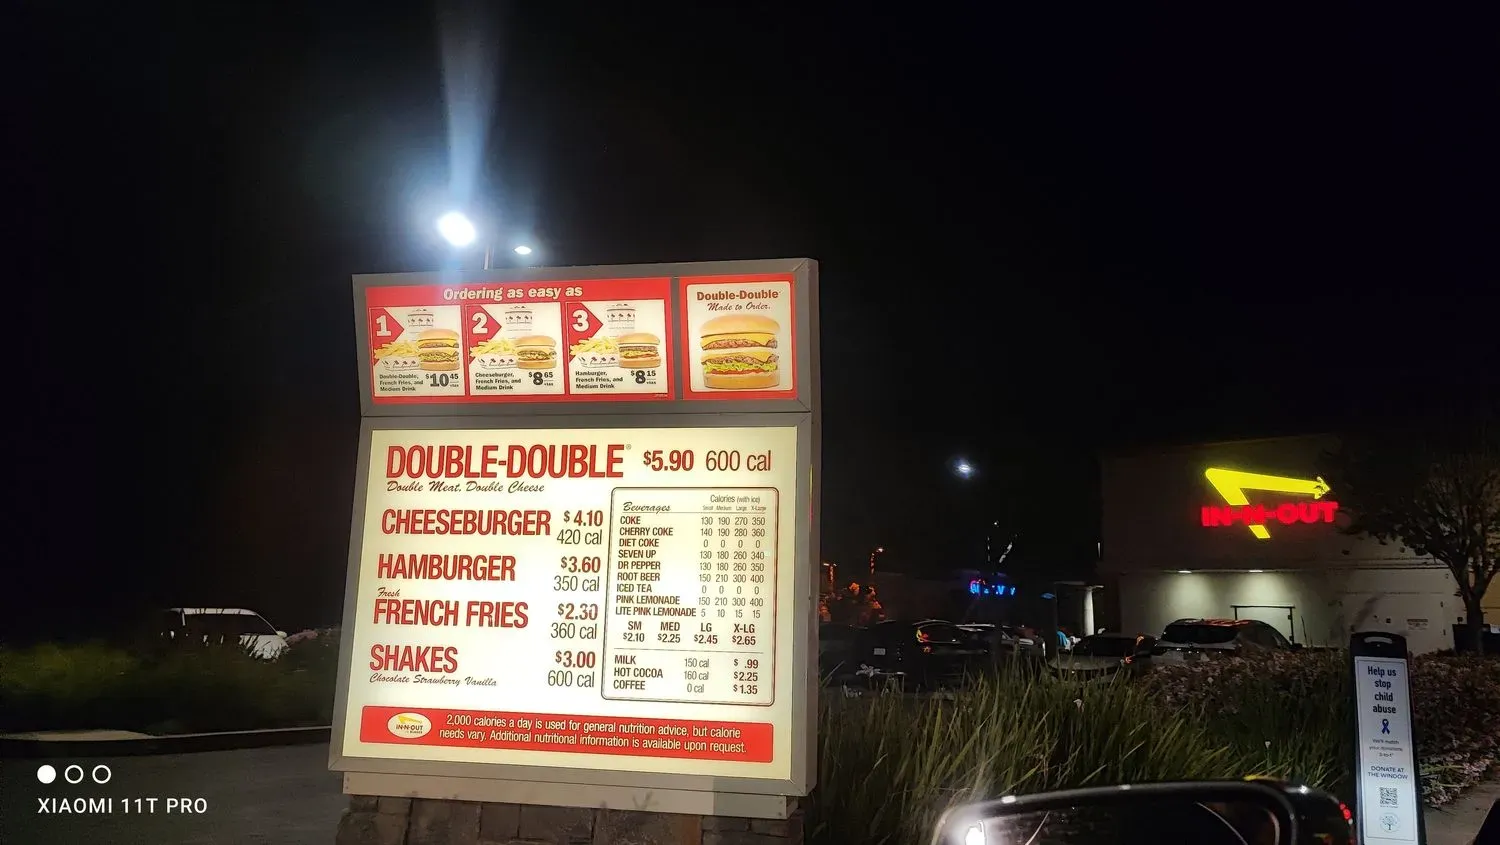 Ordering as easy as
1
Double-Double,
French Fries, and
Medium Drink
$10 45
2
Cheeseburger,
French Fries, and
Medium Drink
$8 65
3
Hamburger,
French Fries, and
Medium Drink
$8 15
Double-Double
Made to Order.
DOUBLE-DOUBLE® $5.90 600 cal
Double Meat, Double Cheese
CHEESEBURGER $4.10
420 cal
HAMBURGER $3.60
350 cal
Fresh
FRENCH FRIES $2.30
360 cal
SHAKES $3.00
Chocolate Strawberry Vanilla 600 cal
Calories (with ice)
Beverages Small Medium Large X-Large
COKE 130 190 270 350
CHERRY COKE 140 190 280 360
DIET COKE 0 0 0 0
SEVEN UP 130 180 260 340
DR PEPPER 130 180 260 350
ROOT BEER 150 210 300 400
ICED TEA 0 0 0 0
PINK LEMONADE 150 210 300 400
LITE PINK LEMONADE 5 10 15 15
SM MED LG X-LG
$2.10 $2.25 $2.45 $2.65
MILK 150 cal $ .99
HOT COCOA 160 cal $2.25
COFFEE 0 cal $1.35
IN-N-OUT
2,000 calories a day is used for general nutrition advice, but calorie
needs vary. Additional nutritional information is available upon request.
IN-N-OUT
Help us
stop
child
abuse
We'll match
your donations
3-to-1*
DONATE AT
THE WINDOW
XIAOMI 11T PRO